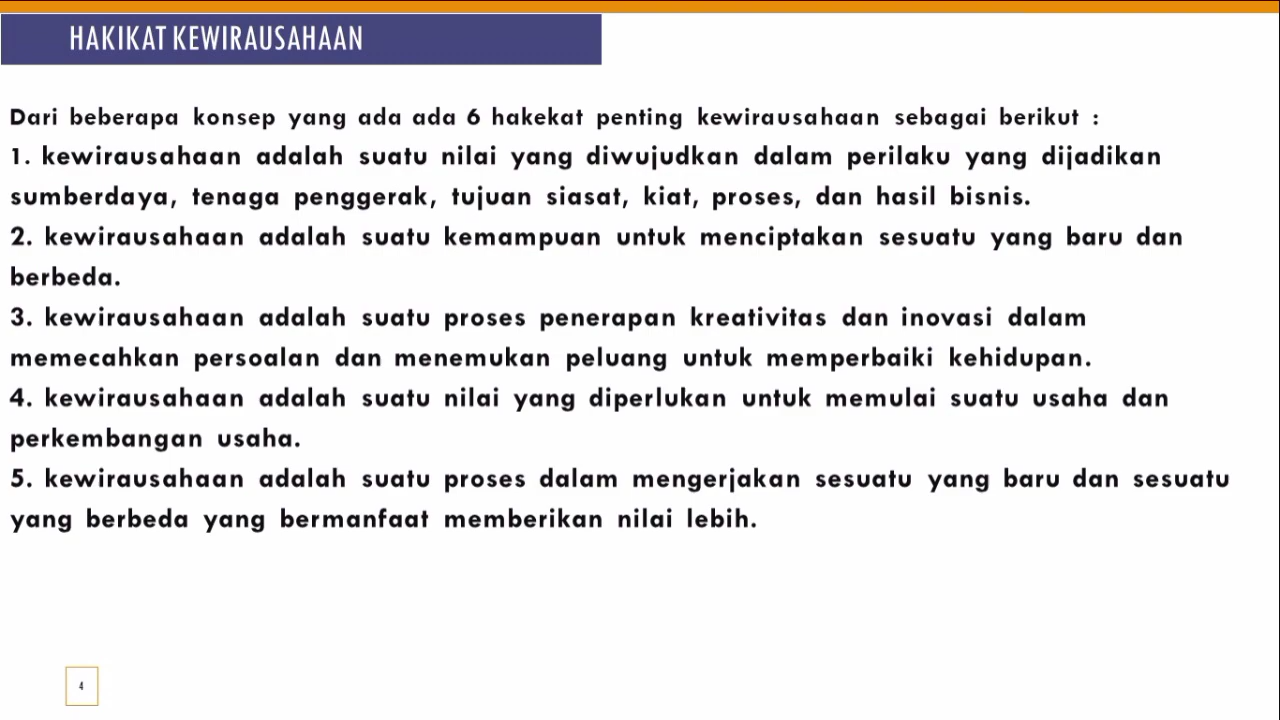 HAKIKAT KEWIRAUSAHAAN
Dari beberapa konsep yang ada ada 6 hakekat penting kewirausahaan sebagai berikut :
1. kewirausahaan adalah suatu nilai yang diwujudkan dalam perilaku yang dijadikan
sumberdaya, tenaga penggerak, tujuan siasat, kiat, proses, dan hasil bisnis.
2. kewirausahaan adalah suatu kemampuan untuk menciptakan sesuatu yang baru dan
berbeda.
3. kewirausahaan adalah suatu proses penerapan kreativitas dan inovasi dalam
memecahkan persoalan dan menemukan peluang untuk memperbaiki kehidupan.
4. kewirausahaan adalah suatu nilai yang diperlukan untuk memulai suatu usaha dan
perkembangan usaha.
5. kewirausahaan adalah suatu proses dalam mengerjakan sesuatu yang baru dan sesuatu
yang berbeda yang bermanfaat memberikan nilai lebih.
4